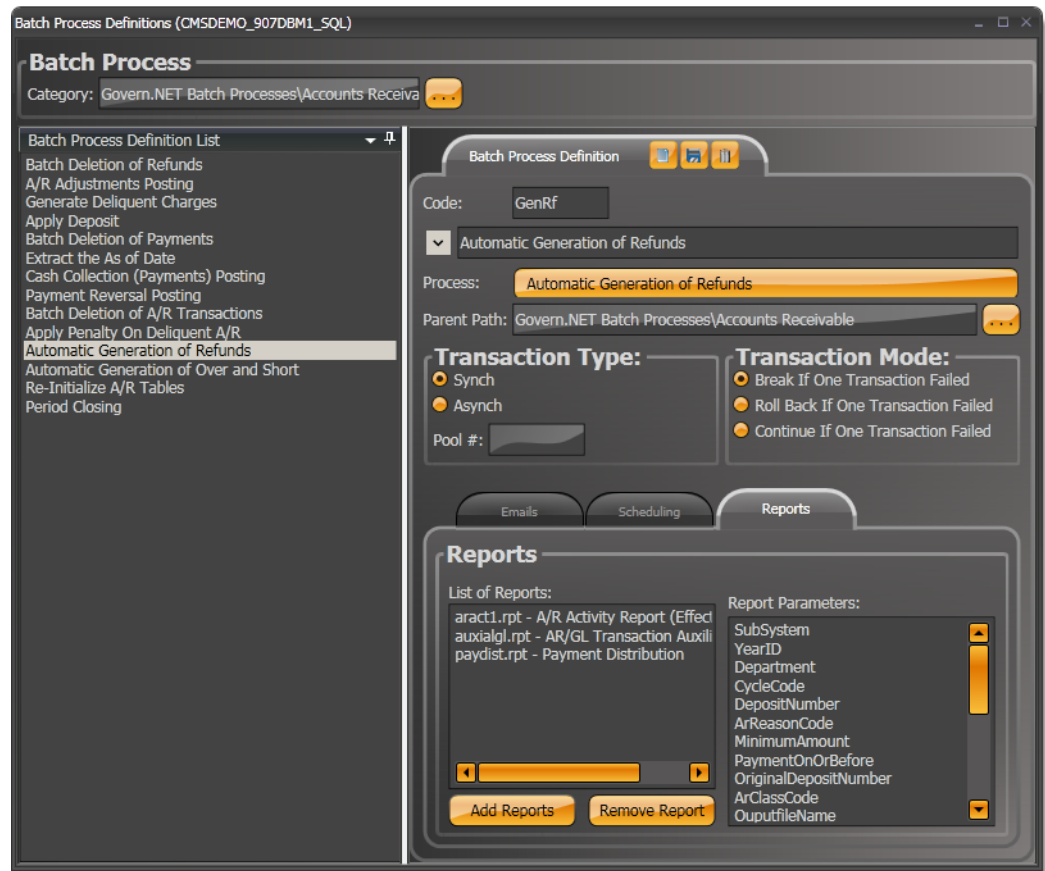 Batch Process Definitions (CMSDEMO_907DBM1_SQL)
Batch Process
Category: Govern.NET Batch Processes\Accounts Receiva ...
Batch Process Definition List
Batch Deletion of Refunds
A/R Adjustments Posting
Generate Deliquent Charges
Apply Deposit
Batch Deletion of Payments
Extract the As of Date
Cash Collection (Payments) Posting
Payment Reversal Posting
Batch Deletion of A/R Transactions
Apply Penalty On Deliquent A/R
Automatic Generation of Refunds
Automatic Generation of Over and Short
Re-Initialize A/R Tables
Period Closing
Batch Process Definition
Code: GenRf
Automatic Generation of Refunds
Process: Automatic Generation of Refunds
Parent Path: Govern.NET Batch Processes\Accounts Receivable ...
Transaction Type:
Synch
Asynch
Pool #:
Transaction Mode:
Break If One Transaction Failed
Roll Back If One Transaction Failed
Continue If One Transaction Failed
Emails Scheduling Reports
Reports
List of Reports:
aract1.rpt - A/R Activity Report (Effect
auxialgl.rpt - AR/GL Transaction Auxili
paydist.rpt - Payment Distribution
Add Reports Remove Report
Report Parameters:
SubSystem
YearID
Department
CycleCode
DepositNumber
ArReasonCode
MinimumAmount
PaymentOnOrBefore
OriginalDepositNumber
ArClassCode
OuputfileName